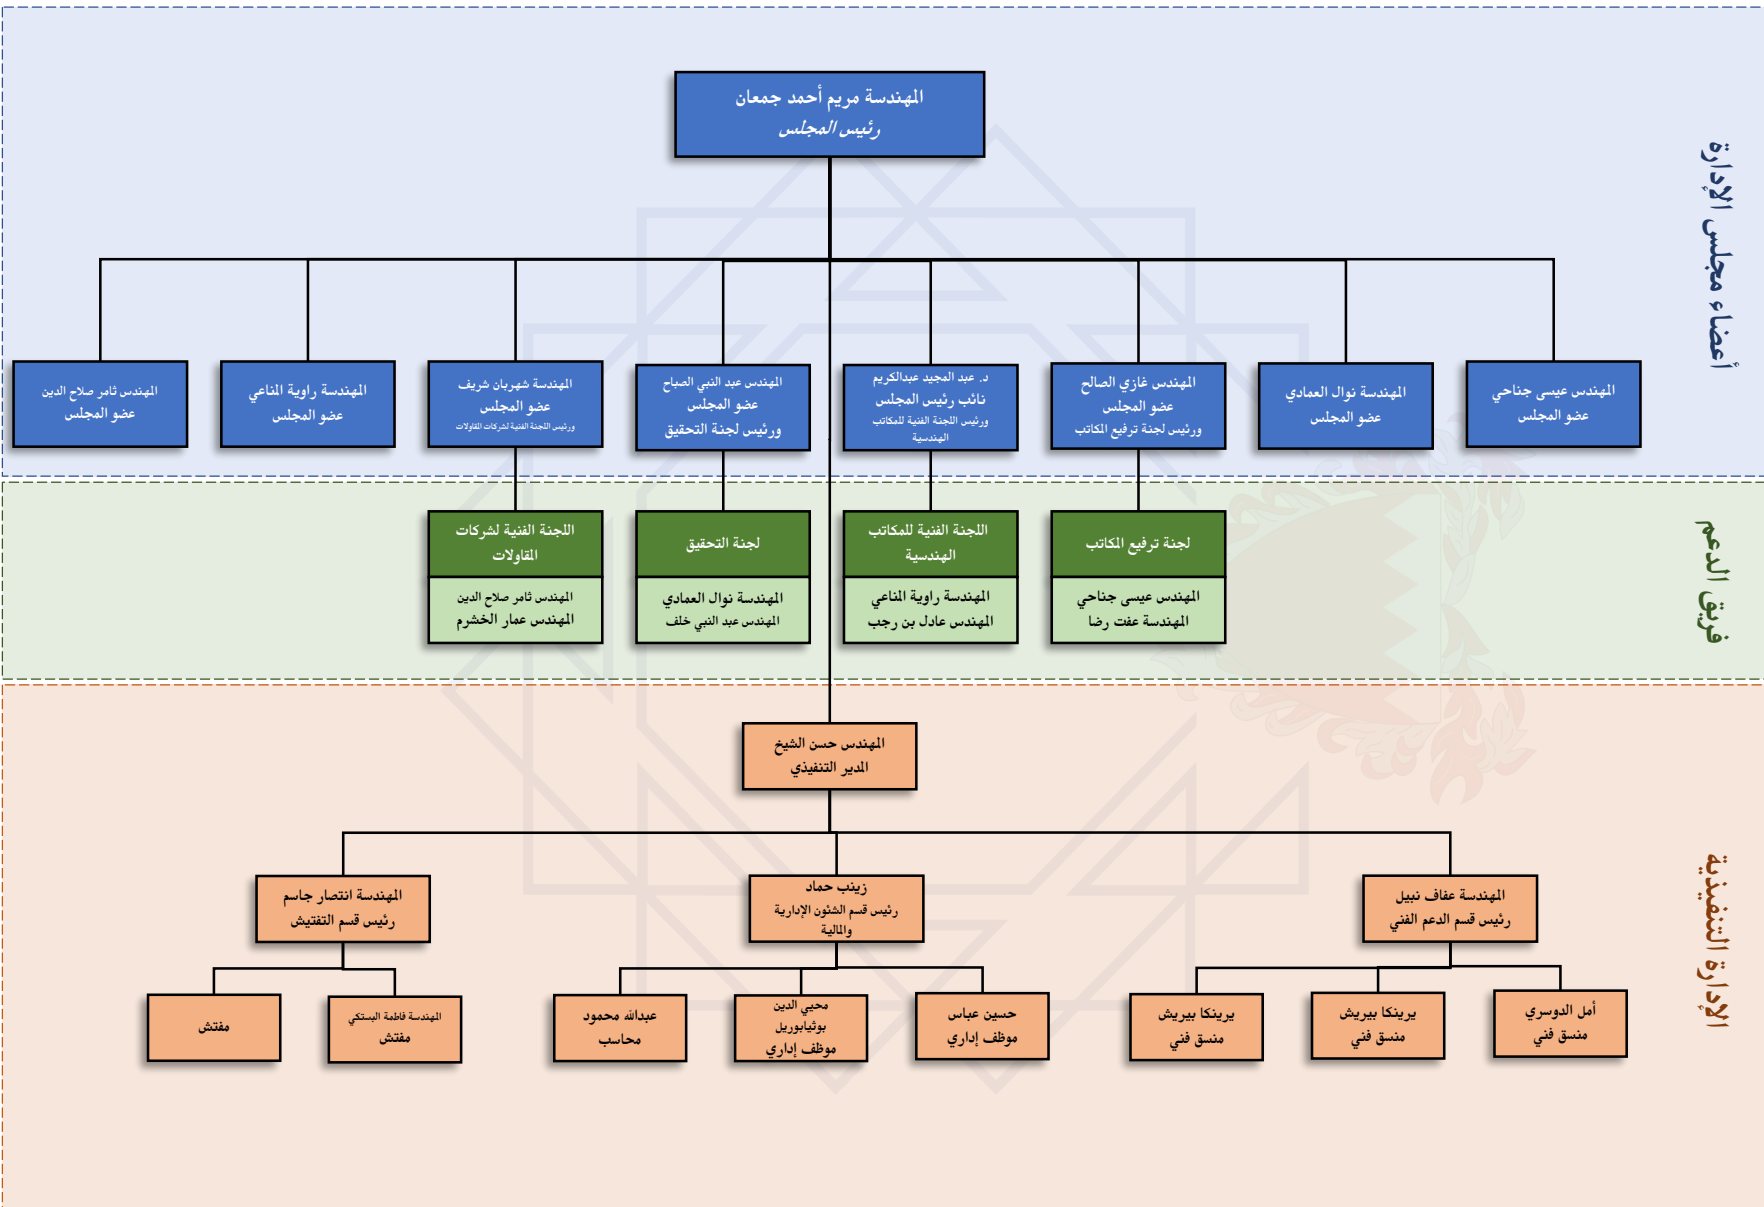 أعضاء مجلس الإدارة
المهندسة مريم أحمد جمعان
رئيس المجلس
المهندس عيسى جناحي
عضو المجلس
المهندسة نوال العمادي
عضو المجلس
المهندس غازي الصالح
عضو المجلس
ورئيس لجنة ترفيع المكاتب
د. عبد المجيد عبدالكريم
نائب رئيس المجلس
ورئيس اللجنة الفنية للمكاتب
الهندسية
المهندس عبد النبي الصباح
عضو المجلس
ورئيس لجنة التحقيق
المهندسة شهربان شريف
عضو المجلس
ورئيس اللجنة الفنية لشركات المقاولات
المهندسة راوية المناعي
عضو المجلس
المهندس ثامر صلاح الدين
عضو المجلس
فريق الدعم
لجنة ترفيع المكاتب
المهندس عيسى جناحي
المهندسة عفت رضا
اللجنة الفنية للمكاتب
الهندسية
المهندسة راوية المناعي
المهندس عادل بن رجب
لجنة التحقيق
المهندسة نوال العمادي
المهندس عبد النبي خلف
اللجنة الفنية لشركات
المقاولات
المهندس ثامر صلاح الدين
المهندس عمار الخشرم
الإدارة التنفيذية
المهندس حسن الشيخ
المدير التنفيذي
المهندسة عفاف نبيل
رئيس قسم الدعم الفني
زينب حماد
رئيس قسم الشئون الإدارية
والمالية
المهندسة انتصار جاسم
رئيس قسم التفتيش
أمل الدوسري
منسق فني
يرينكا بيريش
منسق فني
يرينكا بيريش
منسق فني
حسين عباس
موظف إداري
محيي الدين
بوثيابوريل
موظف إداري
عبدالله محمود
محاسب
المهندسة فاطمة البستكي
مفتش
مفتش